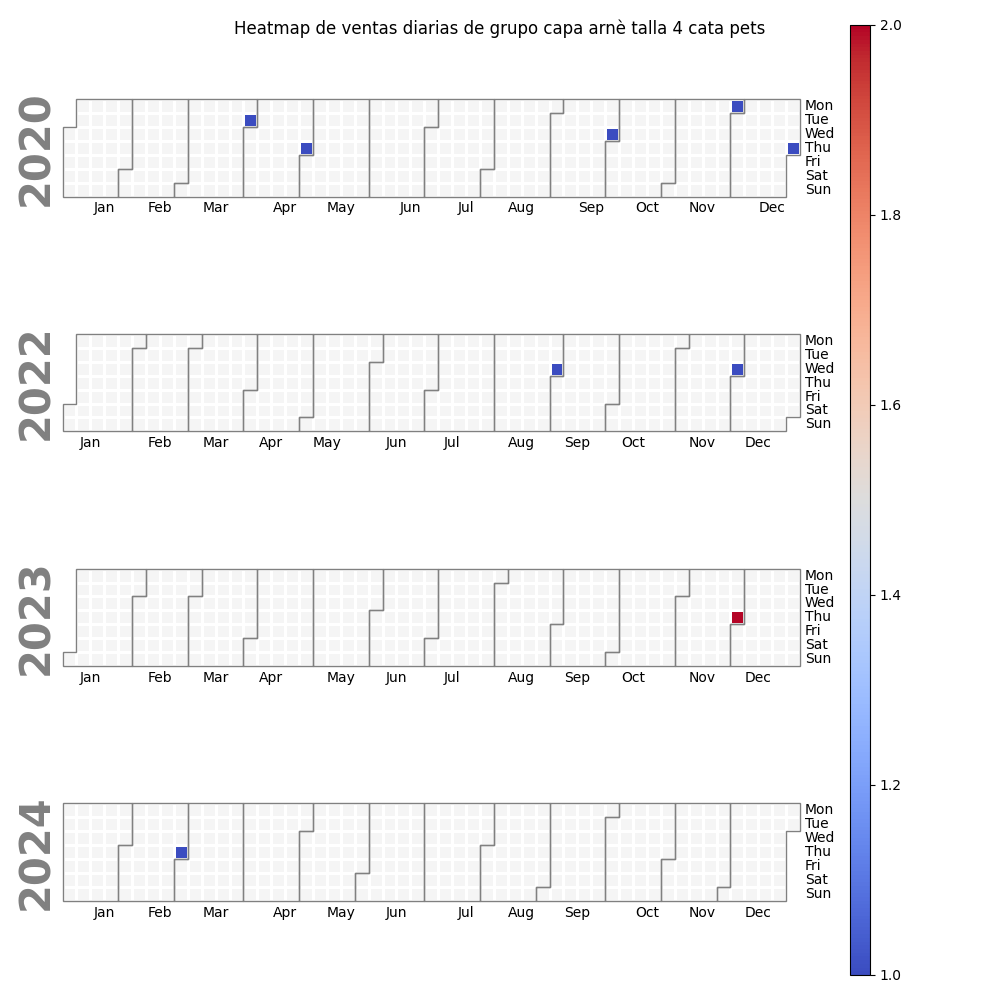 Heatmap de ventas diarias de grupo capa arnè talla 4 cata pets
2.0
1.8
1.6
1.4
1.2
1.0
2020
Mon
Tue
Wed
Thu
Fri
Sat
Sun
Jan Feb Mar Apr May Jun Jul Aug Sep Oct Nov Dec
2022
Mon
Tue
Wed
Thu
Fri
Sat
Sun
Jan Feb Mar Apr May Jun Jul Aug Sep Oct Nov Dec
2023
Mon
Tue
Wed
Thu
Fri
Sat
Sun
Jan Feb Mar Apr May Jun Jul Aug Sep Oct Nov Dec
2024
Mon
Tue
Wed
Thu
Fri
Sat
Sun
Jan Feb Mar Apr May Jun Jul Aug Sep Oct Nov Dec